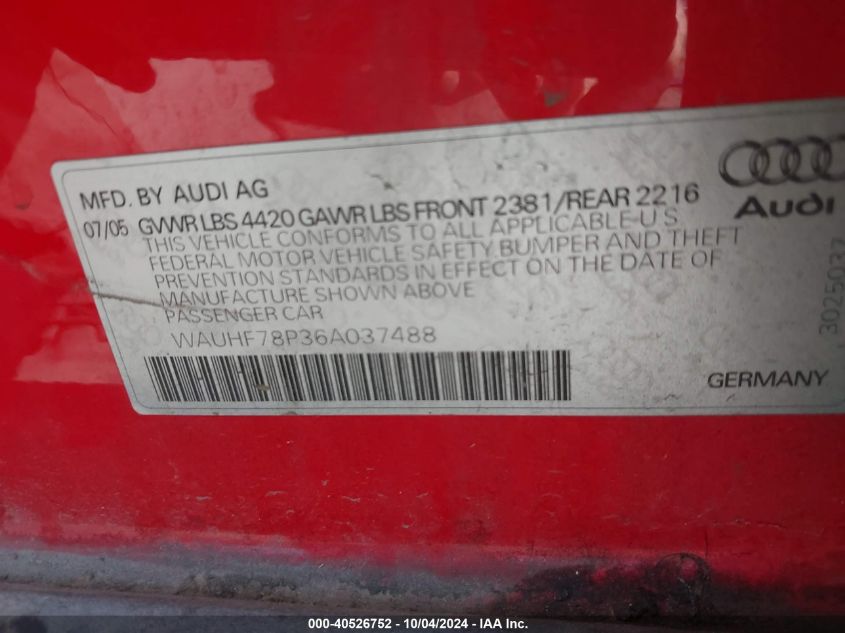 MFD. BY AUDI AG
07/05 GVWR LBS 4420 GAWR LBS FRONT 2381/REAR 2216
THIS VEHICLE CONFORMS TO ALL APPLICABLE U.S.
FEDERAL MOTOR VEHICLE SAFETY BUMPER AND THEFT
PREVENTION STANDARDS IN EFFECT ON THE DATE OF
MANUFACTURE SHOWN ABOVE
PASSENGER CAR
WAUHF78P36A037488
Audi
3025037
GERMANY
000-40526752 - 10/04/2024 - IAA Inc.